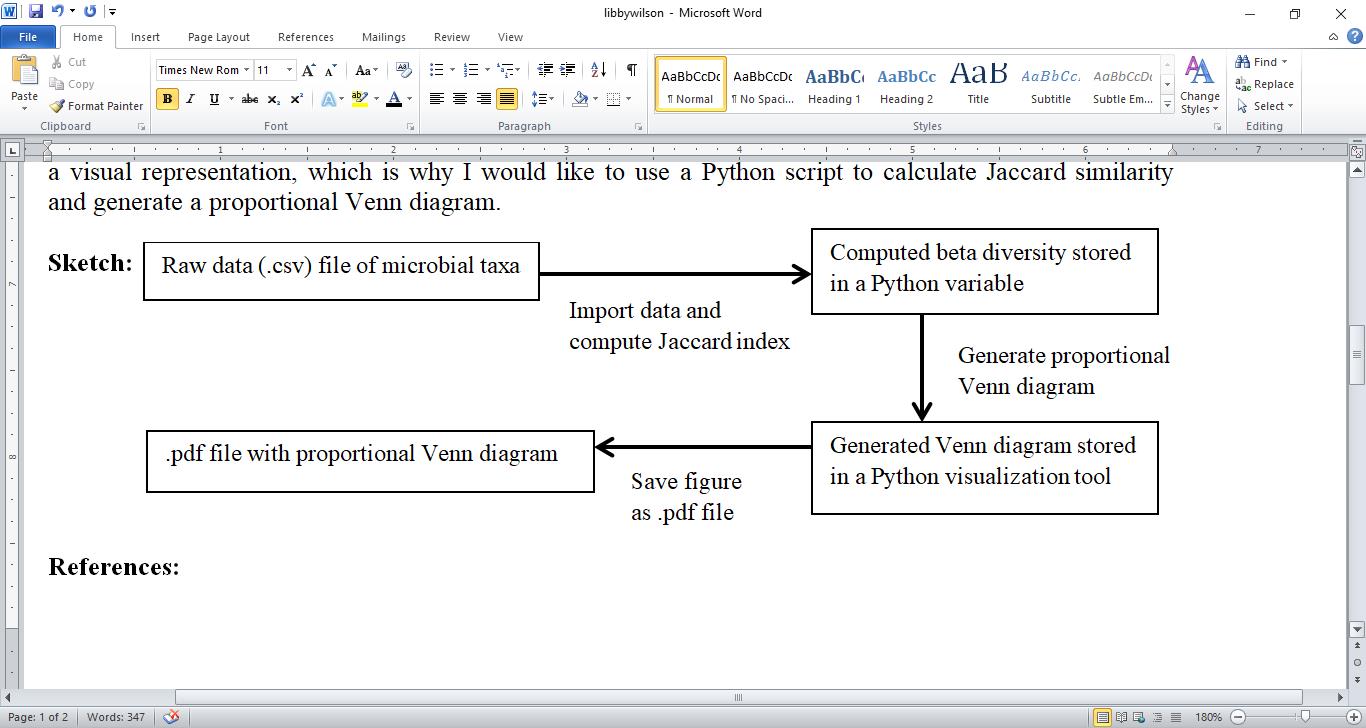 libbywilson - Microsoft Word
File Home Insert Page Layout References Mailings Review View
Paste
Cut
Copy
Format Painter
Clipboard
Times New Rom 11
Font
Paragraph
AaBbCcDc AaBbCcDc AaBbC AaBbCc AaB AaBbCc. AaBbCcDc
¶ Normal ¶ No Spaci... Heading 1 Heading 2 Title Subtitle Subtle Em...
Styles
Change
Styles
Find
Replace
Select
Editing
1 2 3 4 5 6 7
a visual representation, which is why I would like to use a Python script to calculate Jaccard similarity
and generate a proportional Venn diagram.
Sketch:
Raw data (.csv) file of microbial taxa
Import data and
compute Jaccard index
Computed beta diversity stored
in a Python variable
Generate proportional
Venn diagram
Generated Venn diagram stored
in a Python visualization tool
Save figure
as .pdf file
.pdf file with proportional Venn diagram
References:
Page: 1 of 2 Words: 347 180%